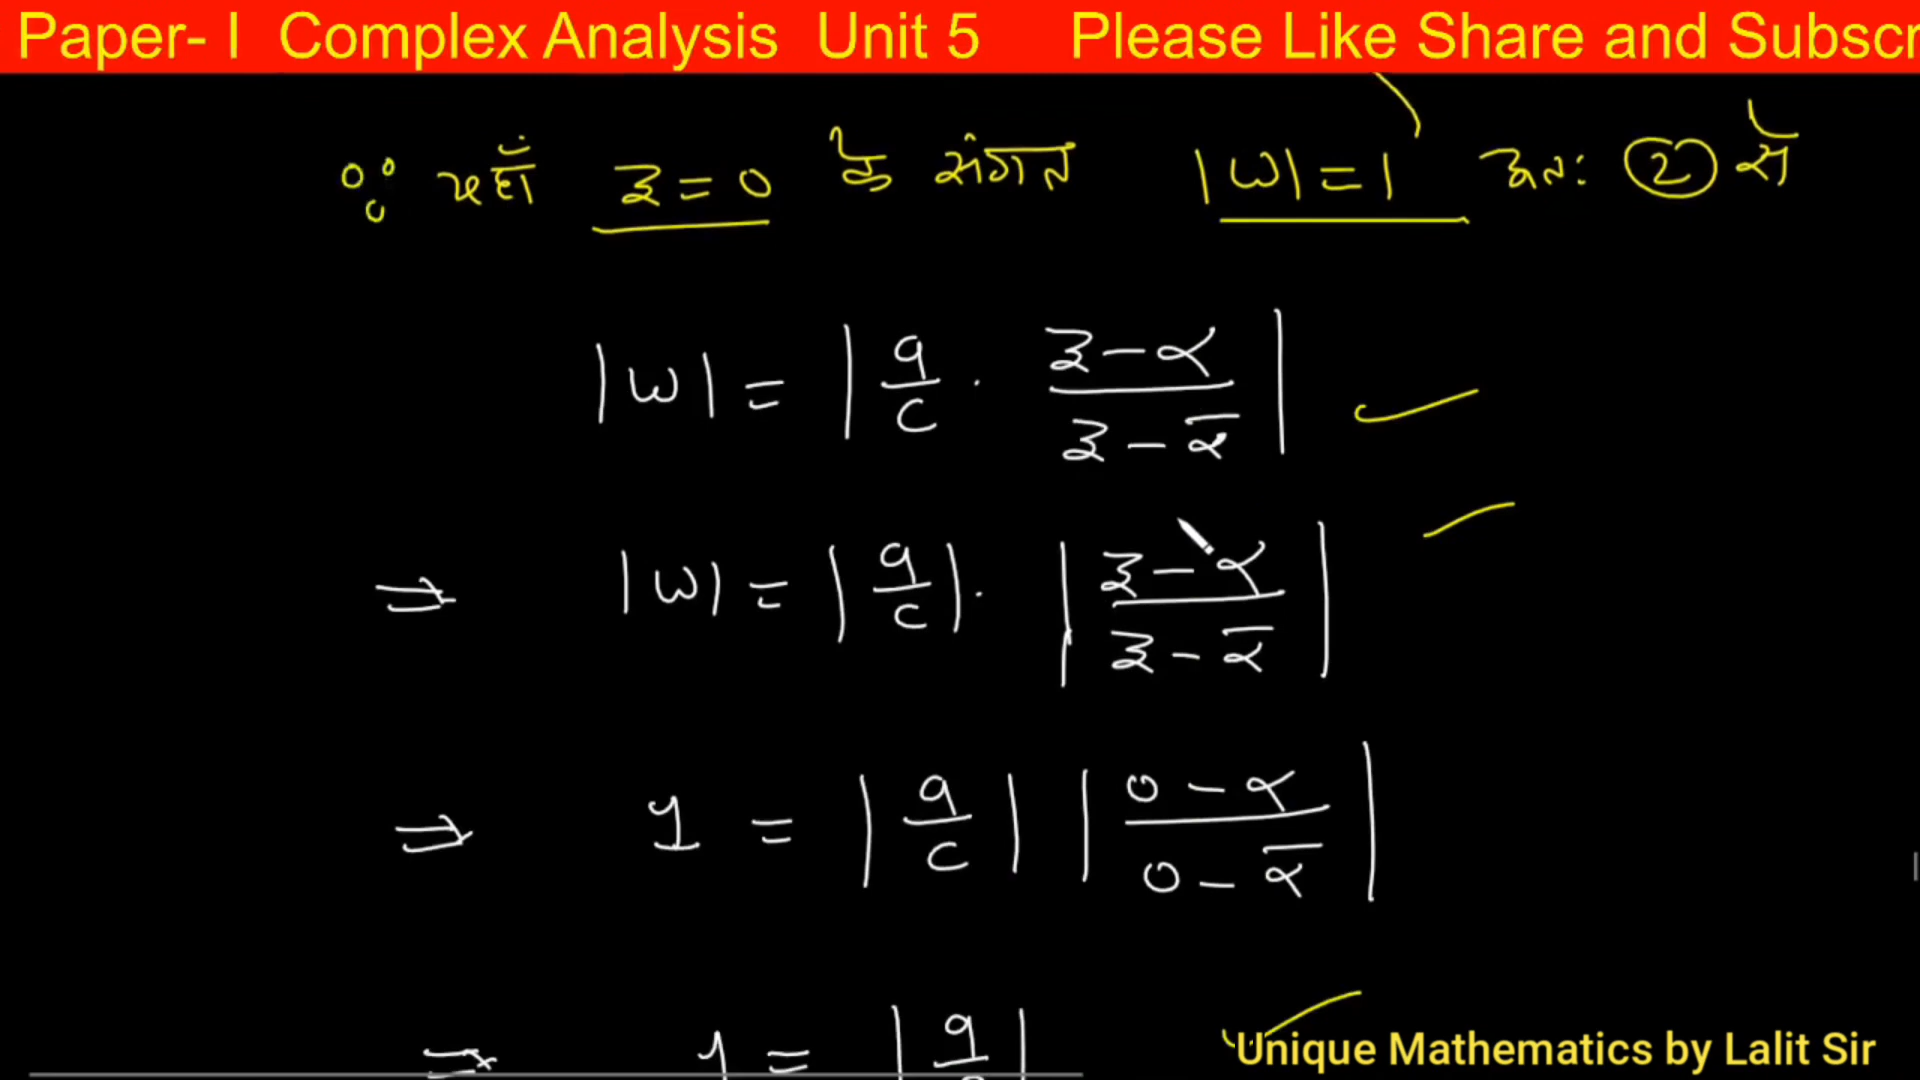 Paper- I Complex Analysis Unit 5 Please Like Share and Subscr
∵ यहाँ z = 0 के संगत |w| = 1 अतः ② से
|w| = |a/c · (z - α)/(z - ᾱ)|
⇒ |w| = |a/c| · |(z - α)/(z - ᾱ)|
⇒ 1 = |a/c| |(0 - α)/(0 - ᾱ)|
⇒ 1 = |a/
Unique Mathematics by Lalit Sir